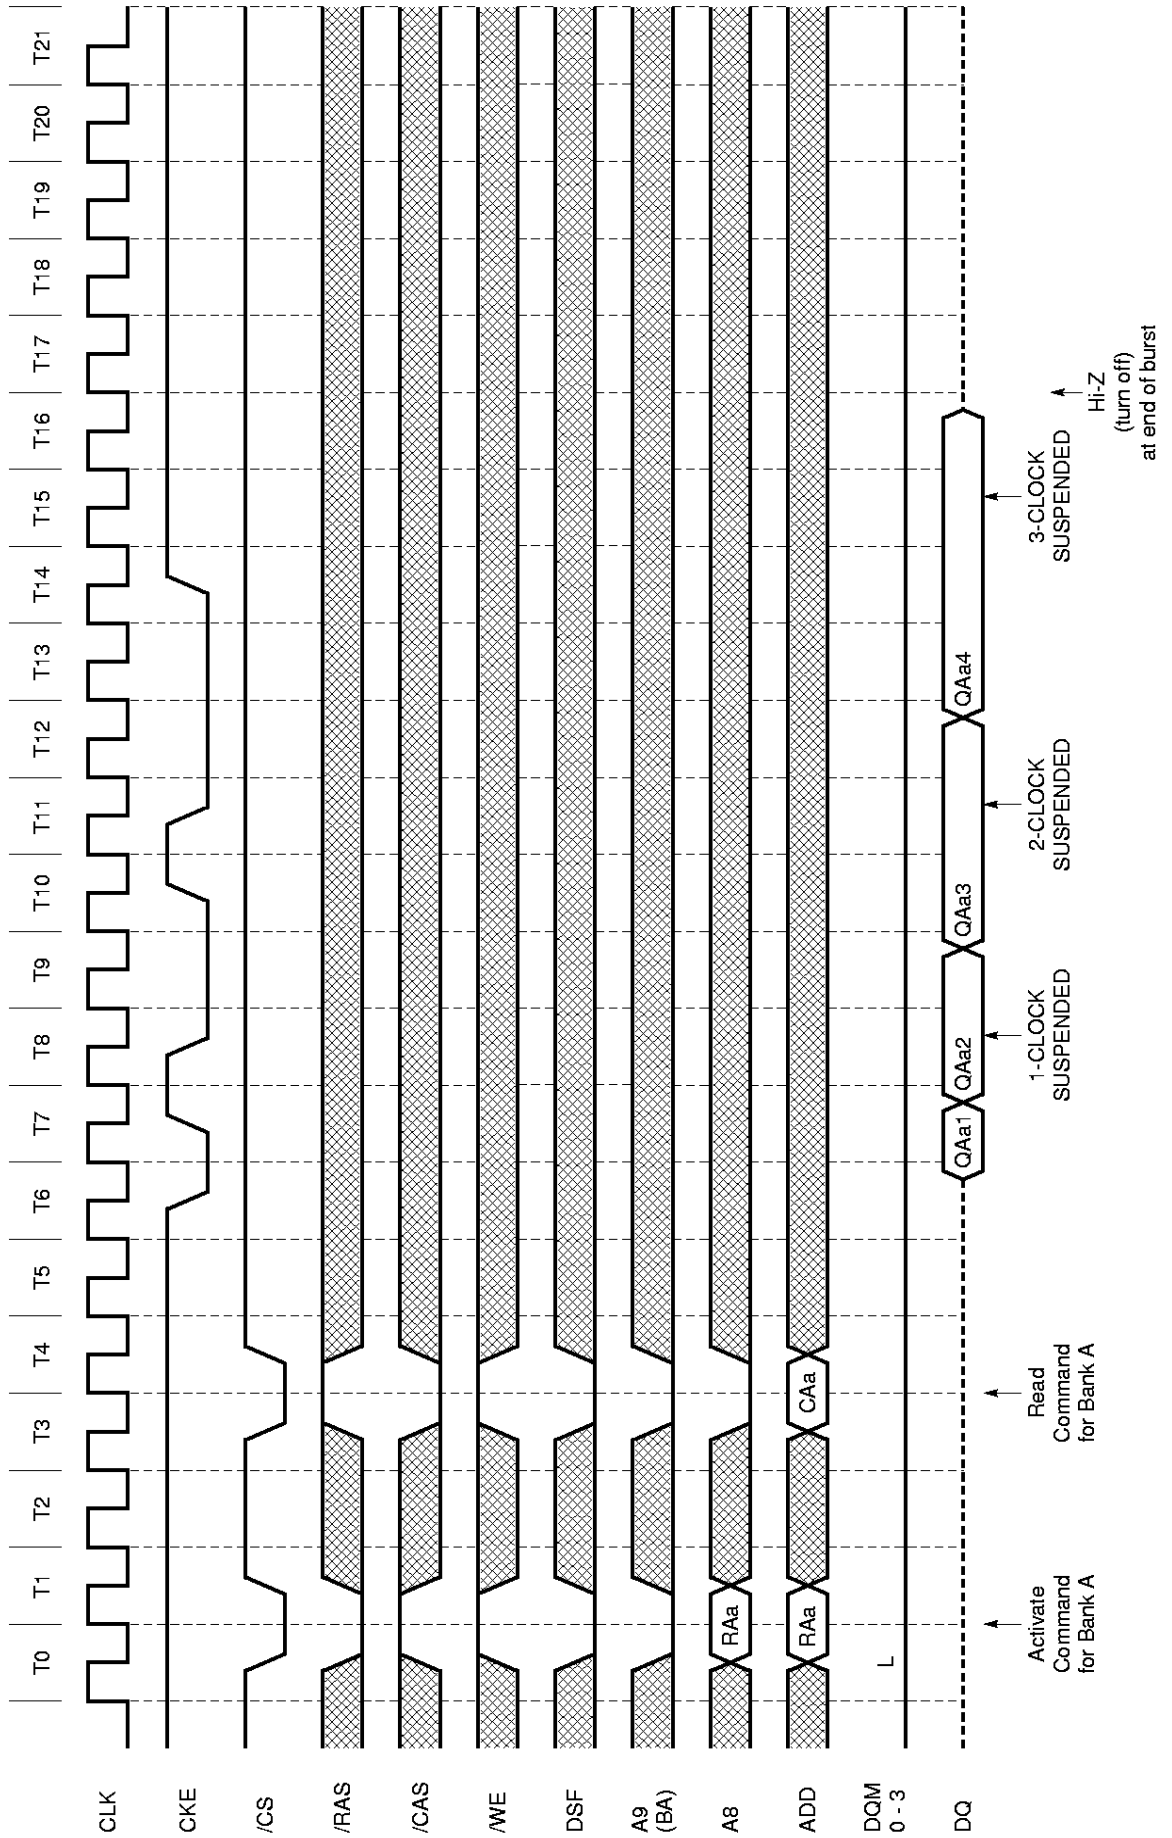 T0 T1 T2 T3 T4 T5 T6 T7 T8 T9 T10 T11 T12 T13 T14 T15 T16 T17 T18 T19 T20 T21
CLK
CKE
/CS
/RAS
/CAS
/WE
DSF
A9
(BA)
A8
RAa
ADD
RAa CAa
DQM
0 - 3
L
DQ
QAa1 QAa2 QAa3 QAa4
Activate
Command
for Bank A
Read
Command
for Bank A
1-CLOCK
SUSPENDED
2-CLOCK
SUSPENDED
3-CLOCK
SUSPENDED
Hi-Z
(turn off)
at end of burst